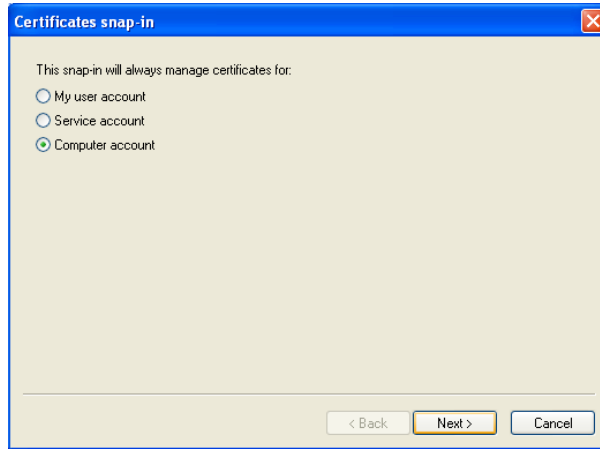 Certificates snap-in
This snap-in will always manage certificates for:
My user account
Service account
Computer account
< Back Next > Cancel